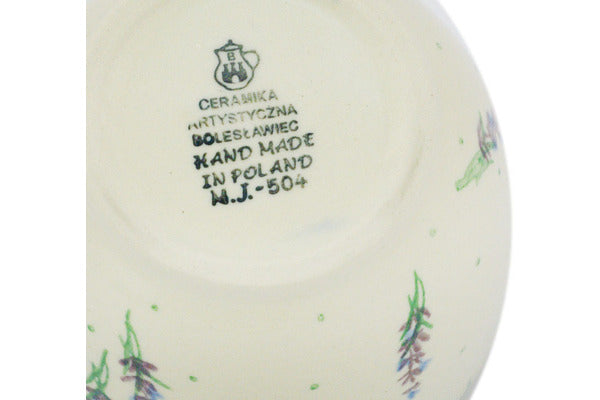 B
CERAMIKA
ARTYSTYCZNA
BOLESŁAWIEC
HAND MADE
IN POLAND
W.J.-504